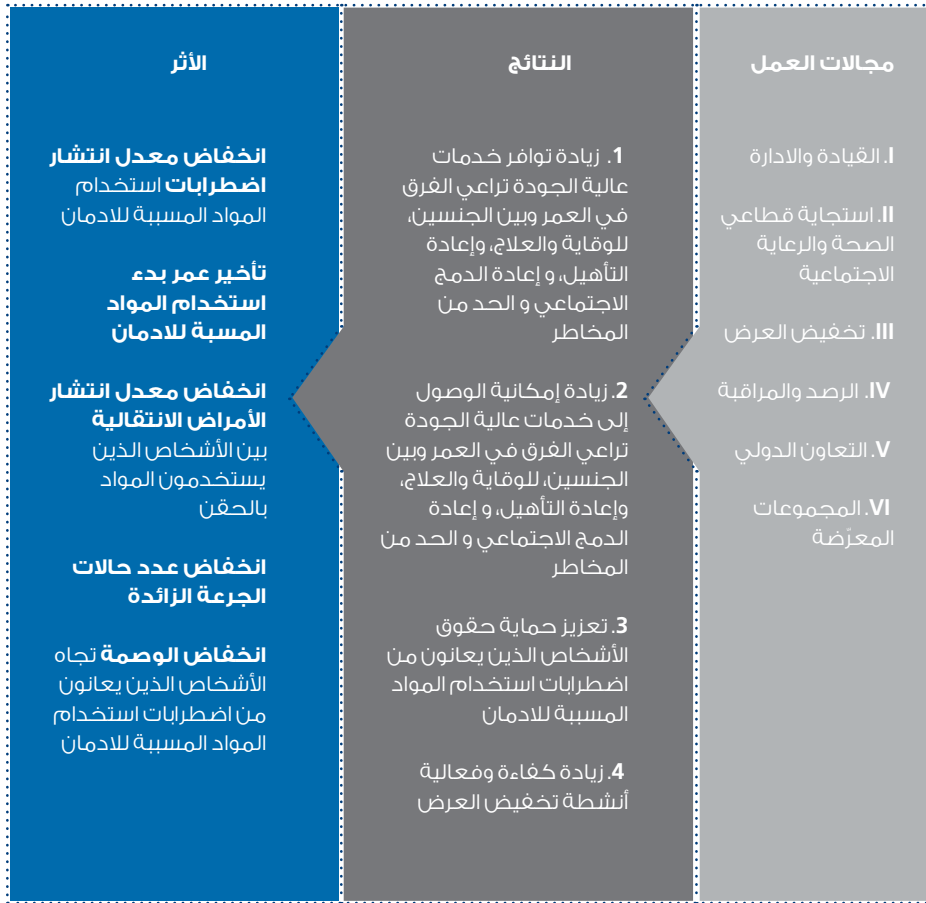 مجالات العمل
I. القيادة والادارة
II. استجاية قطاعي
الصحة والرعاية
الاجتماعية
III. تخفيض العرض
IV. الرصد والمراقبة
V. التعاون الدولي
VI. المجموعات
المعرّضة
النتائج
1. زيادة توافر خدمات
عالية الجودة تراعي الفرق
في العمر وبين الجنسين،
للوقاية والعلاج، وإعادة
التأهيل، و إعادة الدمج
الاجتماعي و الحد من
المخاطر
2. زيادة إمكانية الوصول
إلى خدمات عالية الجودة
تراعي الفرق في العمر وبين
الجنسين، للوقاية والعلاج،
وإعادة التأهيل، و إعادة
الدمج الاجتماعي و الحد من
المخاطر
3. تعزيز حماية حقوق
الأشخاص الذين يعانون من
اضطرابات استخدام المواد
المسببة للادمان
4. زيادة كفاءة وفعالية
أنشطة تخفيض العرض
الأثر
انخفاض معدل انتشار
اضطرابات استخدام
المواد المسببة للادمان
تأخير عمر بدء
استخدام المواد
المسبة للادمان
انخفاض معدل انتشار
الأمراض الانتقالية
بين الأشخاص الذين
يستخدمون المواد
بالحقن
انخفاض عدد حالات
الجرعة الزائدة
انخفاض الوصمة تجاه
الأشخاص الذين يعانون
من اضطرابات استخدام
المواد المسببة للادمان